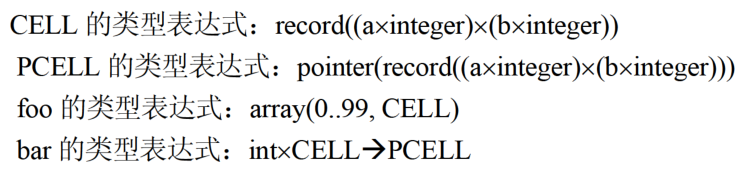 CELL 的类型表达式：record((a×integer)×(b×integer))
PCELL 的类型表达式：pointer(record((a×integer)×(b×integer)))
foo 的类型表达式：array(0..99, CELL)
bar 的类型表达式：int×CELL→PCELL